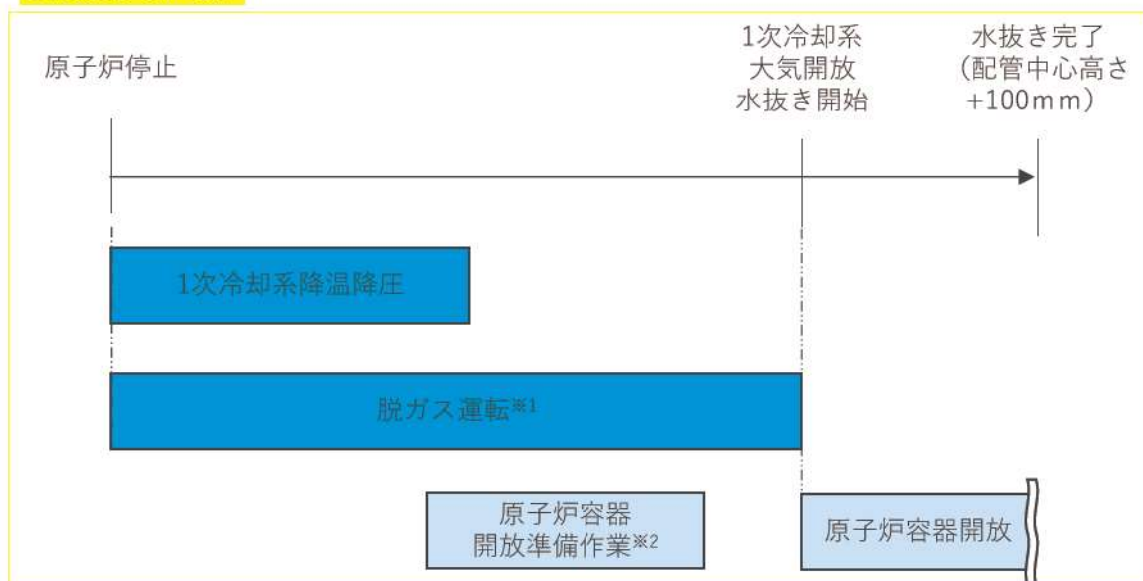 原子炉停止
1次冷却系
大気開放
水抜き開始
水抜き完了
(配管中心高さ
+100mm)
1次冷却系降温降圧
脱ガス運転※1
原子炉容器
開放準備作業※2
原子炉容器開放